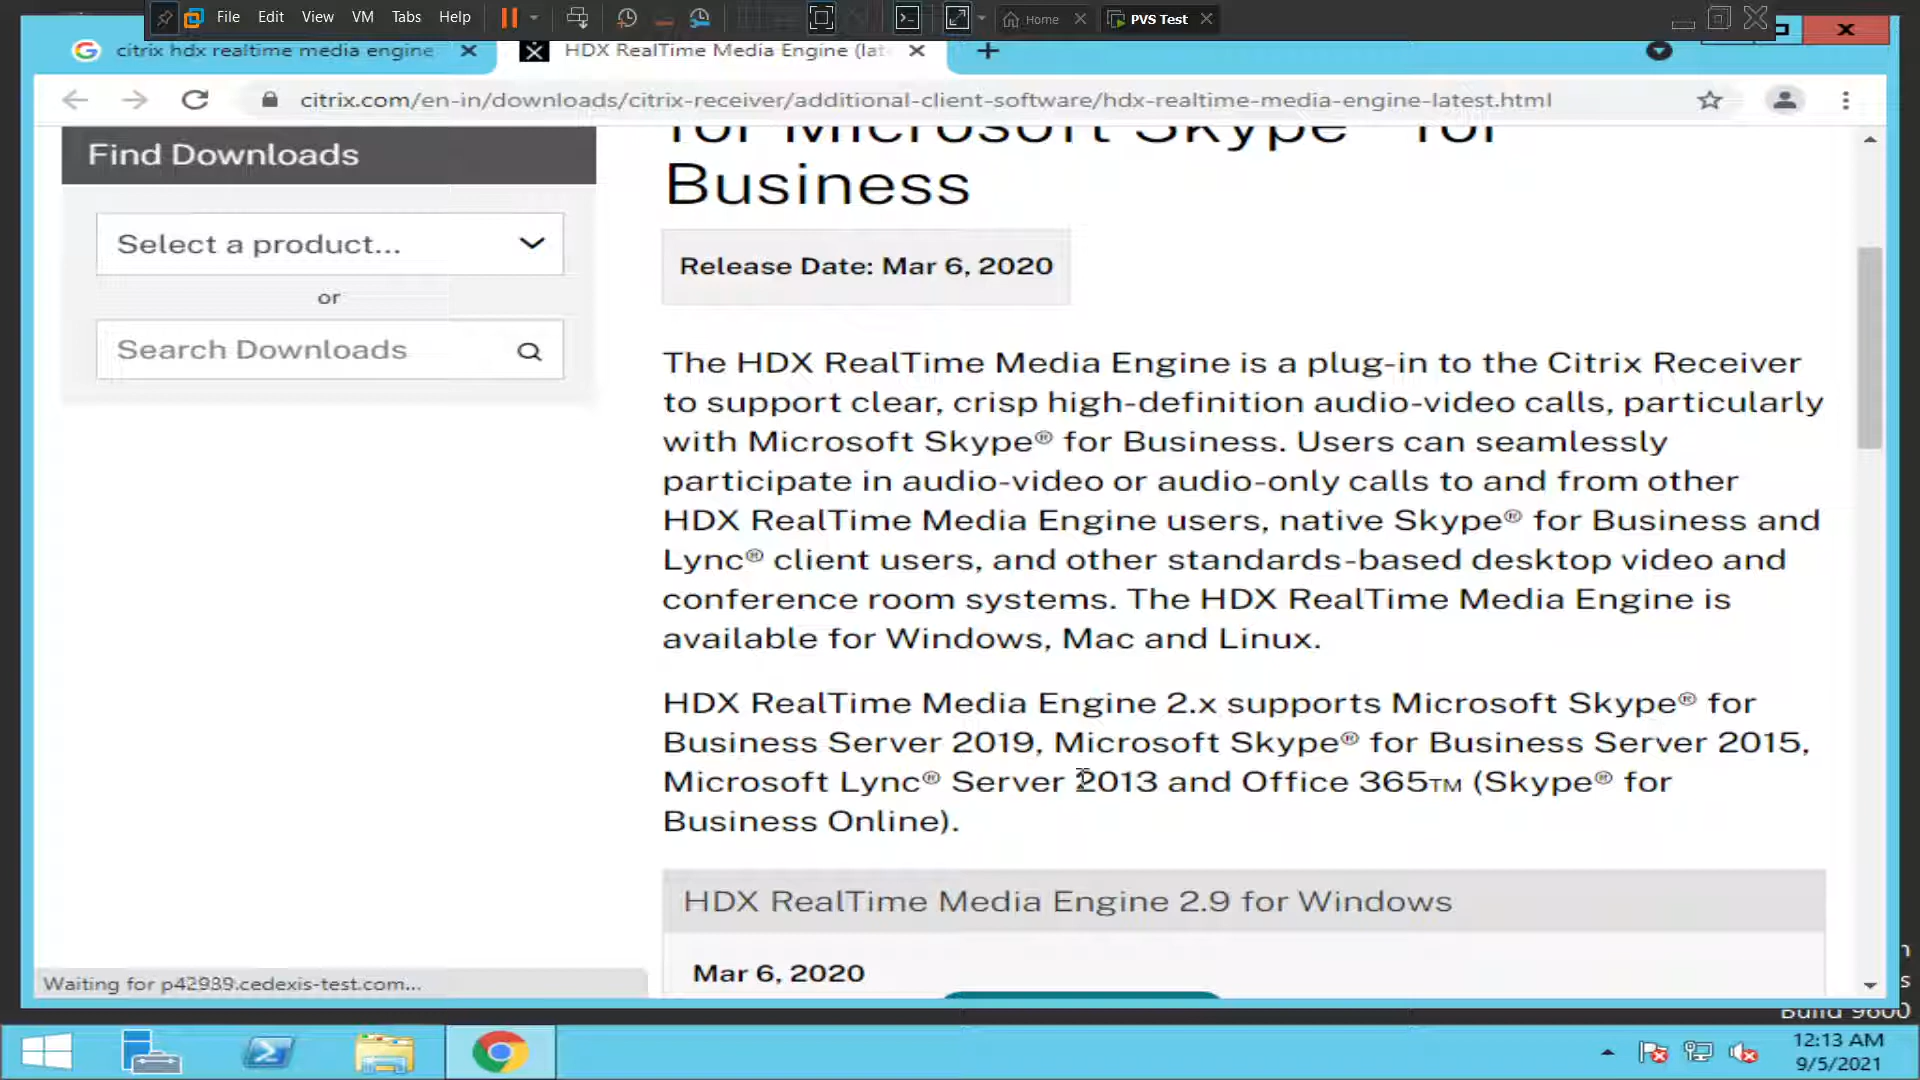 File Edit View VM Tabs Help Home PVS Test
citrix hdx realtime media engine HDX RealTime Media Engine (lat
citrix.com/en-in/downloads/citrix-receiver/additional-client-software/hdx-realtime-media-engine-latest.html
Find Downloads
Select a product...
or
Search Downloads
for Microsoft Skype® for
Business
Release Date: Mar 6, 2020
The HDX RealTime Media Engine is a plug-in to the Citrix Receiver
to support clear, crisp high-definition audio-video calls, particularly
with Microsoft Skype® for Business. Users can seamlessly
participate in audio-video or audio-only calls to and from other
HDX RealTime Media Engine users, native Skype® for Business and
Lync® client users, and other standards-based desktop video and
conference room systems. The HDX RealTime Media Engine is
available for Windows, Mac and Linux.
HDX RealTime Media Engine 2.x supports Microsoft Skype® for
Business Server 2019, Microsoft Skype® for Business Server 2015,
Microsoft Lync® Server 2013 and Office 365TM (Skype® for
Business Online).
HDX RealTime Media Engine 2.9 for Windows
Mar 6, 2020
Waiting for p42989.cedexis-test.com...
Build 9600
12:13 AM
9/5/2021